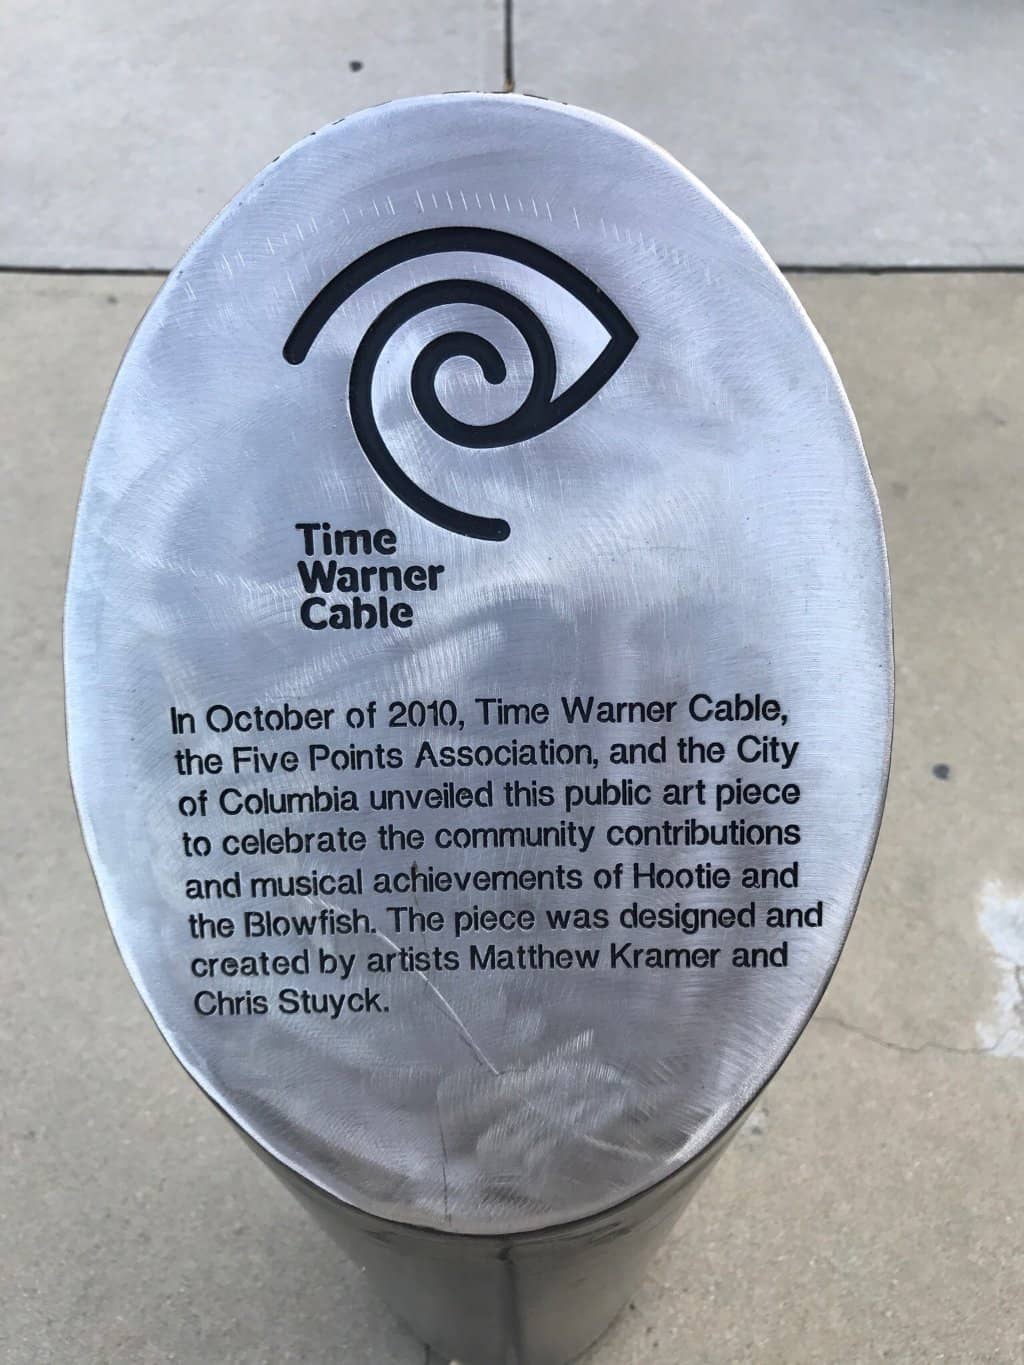 Time
Warner
Cable
In October of 2010, Time Warner Cable,
the Five Points Association, and the City
of Columbia unveiled this public art piece
to celebrate the community contributions
and musical achievements of Hootie and
the Blowfish. The piece was designed and
created by artists Matthew Kramer and
Chris Stuyck.